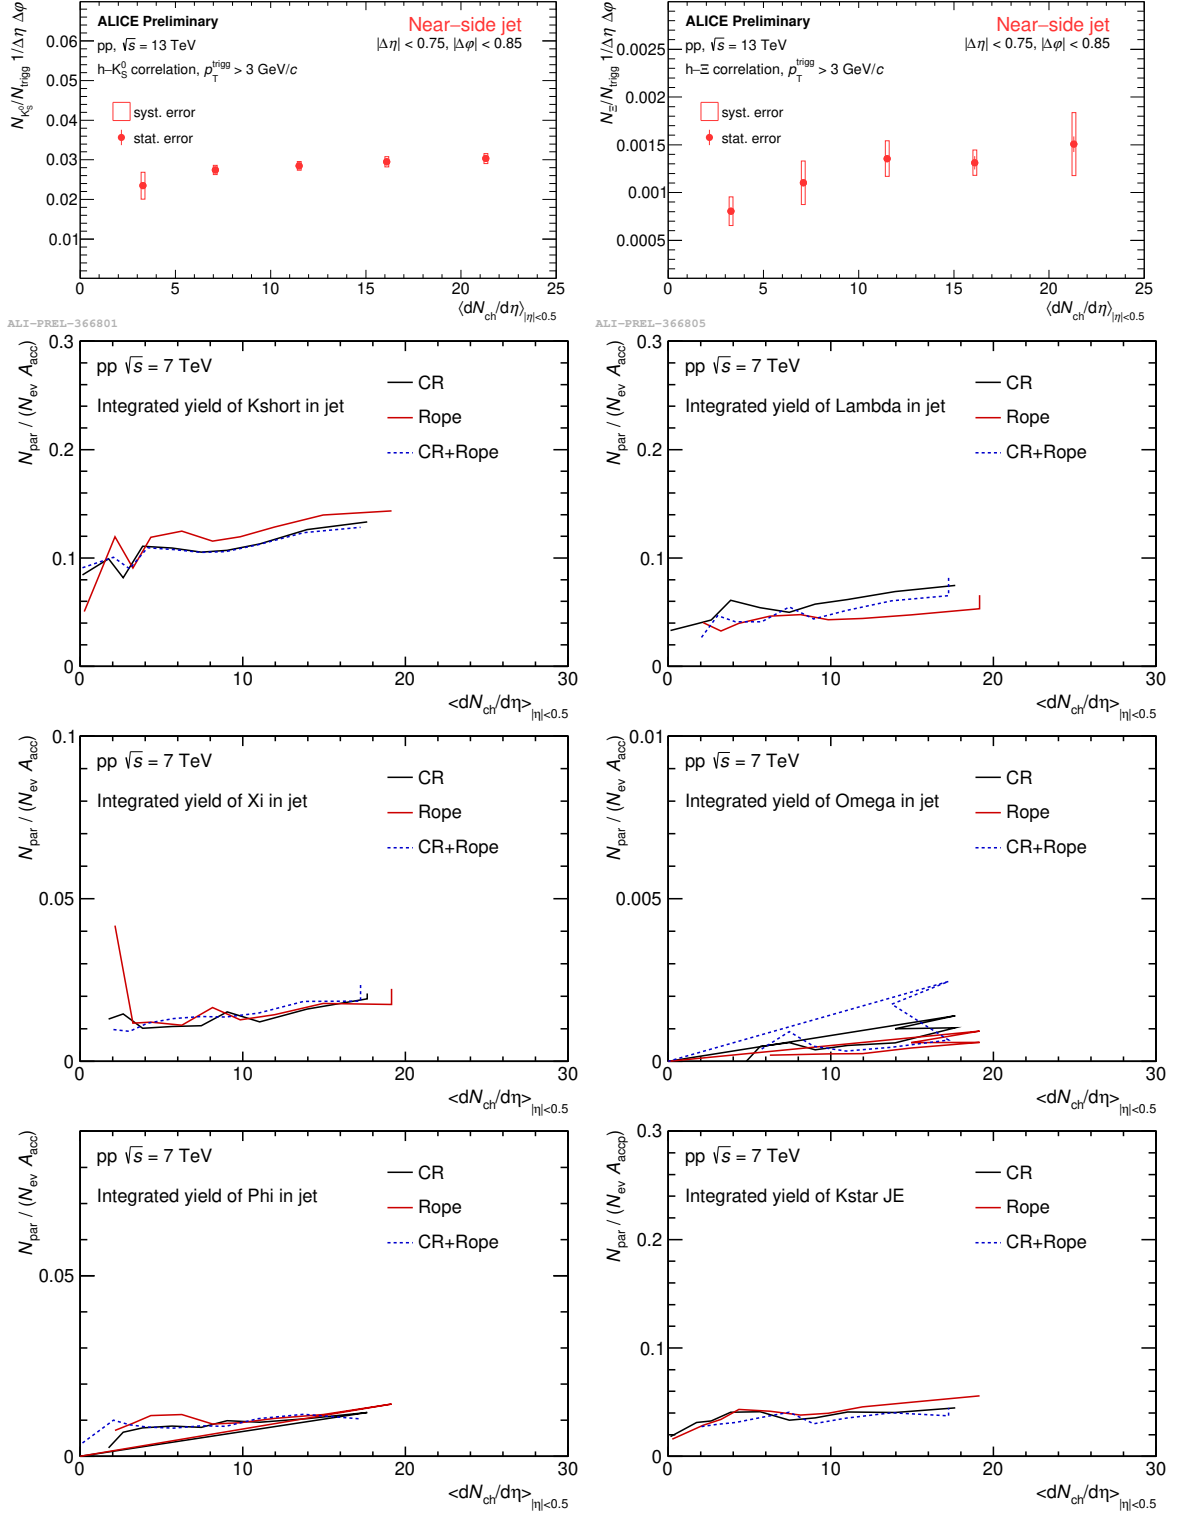 ALICE Preliminary
Near−side jet
pp, √s = 13 TeV
|Δη| < 0.75, |Δφ| < 0.85
h−K⁰S correlation, pTtrigg > 3 GeV/c
syst. error
stat. error
N K⁰S/N trigg 1/Δη Δφ
0.06
0.05
0.04
0.03
0.02
0.01
0 5 10 15 20 25
⟨dNch/dη⟩|η|<0.5
ALI−PREL−366801
ALICE Preliminary
Near−side jet
pp, √s = 13 TeV
|Δη| < 0.75, |Δφ| < 0.85
h−Ξ correlation, pTtrigg > 3 GeV/c
syst. error
stat. error
NΞ/Ntrigg 1/Δη Δφ
0.0025
0.002
0.0015
0.001
0.0005
0 5 10 15 20 25
⟨dNch/dη⟩|η|<0.5
ALI−PREL−366805
pp √s = 7 TeV
Integrated yield of Kshort in jet
CR
Rope
CR+Rope
Npar / (Nev Aacc)
0.3
0.2
0.1
0
0 10 20 30
<dNch/dη>|η|<0.5
pp √s = 7 TeV
Integrated yield of Lambda in jet
CR
Rope
CR+Rope
Npar / (Nev Aacc)
0.3
0.2
0.1
0
0 10 20 30
<dNch/dη>|η|<0.5
pp √s = 7 TeV
Integrated yield of Xi in jet
CR
Rope
CR+Rope
Npar / (Nev Aacc)
0.1
0.05
0
0 10 20 30
<dNch/dη>|η|<0.5
pp √s = 7 TeV
Integrated yield of Omega in jet
CR
Rope
CR+Rope
Npar / (Nev Aacc)
0.01
0.005
0
0 10 20 30
<dNch/dη>|η|<0.5
pp √s = 7 TeV
Integrated yield of Phi in jet
CR
Rope
CR+Rope
Npar / (Nev Aacc)
0.05
0
0 10 20 30
<dNch/dη>|η|<0.5
pp √s = 7 TeV
Integrated yield of Kstar JE
CR
Rope
CR+Rope
Npar / (Nev Aaccp)
0.3
0.2
0.1
0
0 10 20 30
<dNch/dη>|η|<0.5